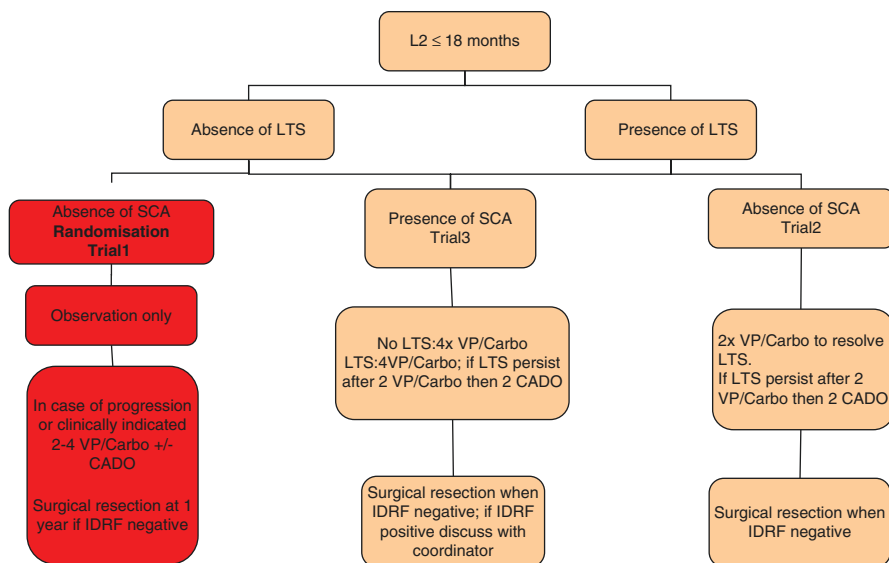 L2 ≤ 18 months
Absence of LTS
Presence of LTS
Absence of SCA
Randomisation
Trial1
Presence of SCA
Trial3
Absence of SCA
Trial2
Observation only
No LTS:4x VP/Carbo
LTS:4VP/Carbo; if LTS persist
after 2 VP/Carbo then 2 CADO
2x VP/Carbo to resolve
LTS.
If LTS persist after 2
VP/Carbo then 2 CADO
In case of progression
or clinically indicated
2-4 VP/Carbo +/-
CADO
Surgical resection at 1
year if IDRF negative
Surgical resection when
IDRF negative; if IDRF
positive discuss with
coordinator
Surgical resection when
IDRF negative